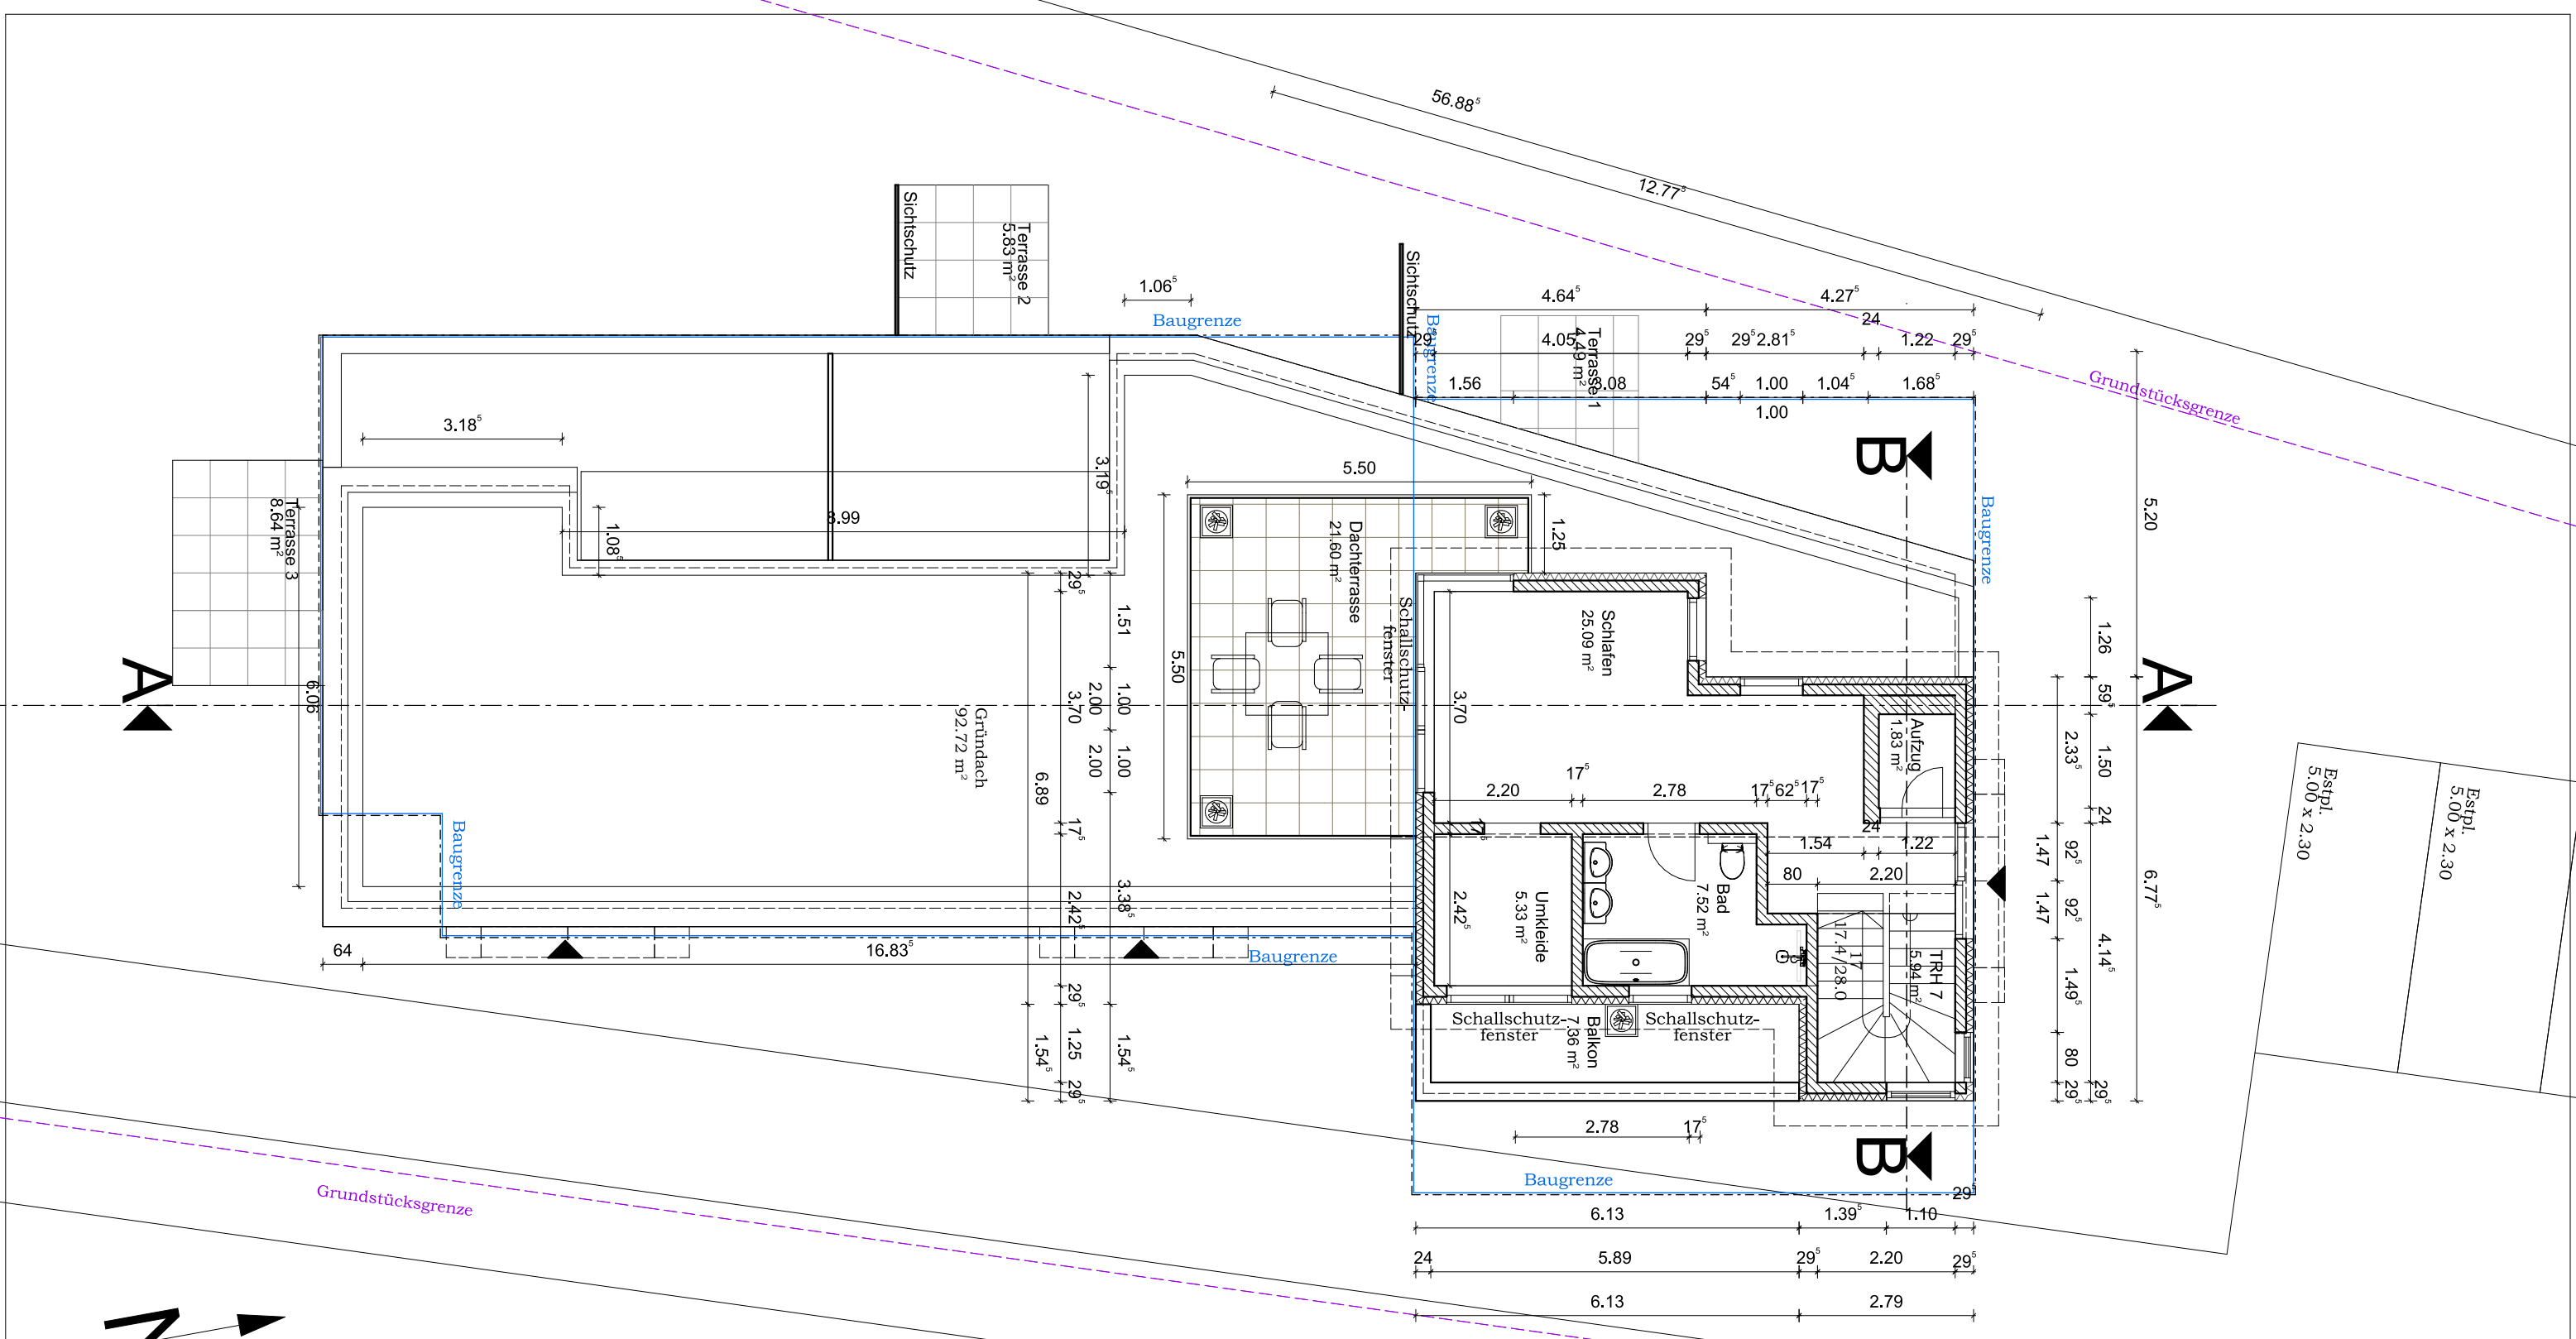 56.88⁵
12.77⁵
Grundstücksgrenze
Sichtschutz
Terrasse 2
5.83 m²
1.06⁵
Baugrenze
Sichtschutz
Baugrenze
4.64⁵
4.27⁵
24
29⁵
4.05
29⁵
29⁵
2.81⁵
1.22
29⁵
Terrasse 1
4.49 m²
1.56
3.08
54⁵
1.00
1.04⁵
1.68⁵
1.00
B
Baugrenze
5.20
3.18⁵
3.19⁵
5.50
8.99
1.08⁵
Terrasse 3
8.64 m²
Dachterrasse
21.60 m²
1.25
Schallschutz-
fenster
Schlafen
25.09 m²
29⁵
1.51
1.26
59⁵
A
A
6.06
5.50
3.70
1.00
2.00
3.70
1.00
2.00
Gründach
92.72 m²
6.89
Aufzug
1.83 m²
2.33⁵
1.50
24
Estpl.
5.00 x 2.30
Estpl.
5.00 x 2.30
2.20
17⁵
2.78
17⁵
62⁵
17⁵
17⁵
17⁵
24
1.54
1.22
80
2.20
1.47
92⁵
1.47
92⁵
6.77⁵
Baugrenze
3.38⁵
2.42⁵
2.42⁵
Umkleide
5.33 m²
Bad
7.52 m²
17
17.4/28.0
TRH 7
5.94 m²
4.14⁵
1.49⁵
64
16.83⁵
Baugrenze
29⁵
1.54⁵
1.25
1.54⁵
29⁵
Schallschutz-
fenster
Balkon
7.36 m²
Schallschutz-
fenster
80
29⁵
29⁵
2.78
17⁵
B
Baugrenze
29⁵
Grundstücksgrenze
6.13
1.39⁵
1.10
24
5.89
29⁵
2.20
29⁵
6.13
2.79
N